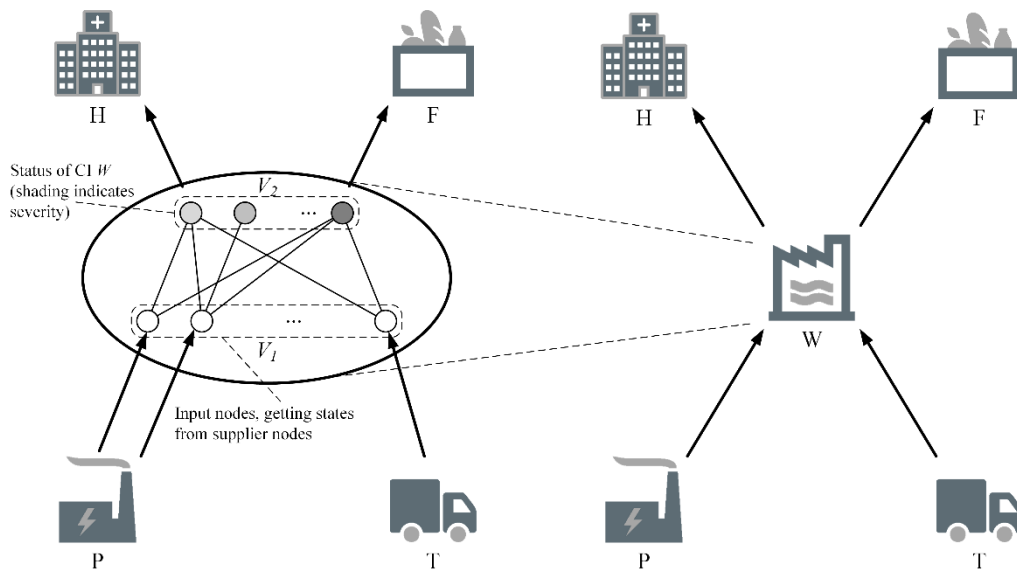 H
F
H
F
Status of CI W
(shading indicates
severity)
V2
...
...
V1
W
Input nodes, getting states
from supplier nodes
P
T
P
T